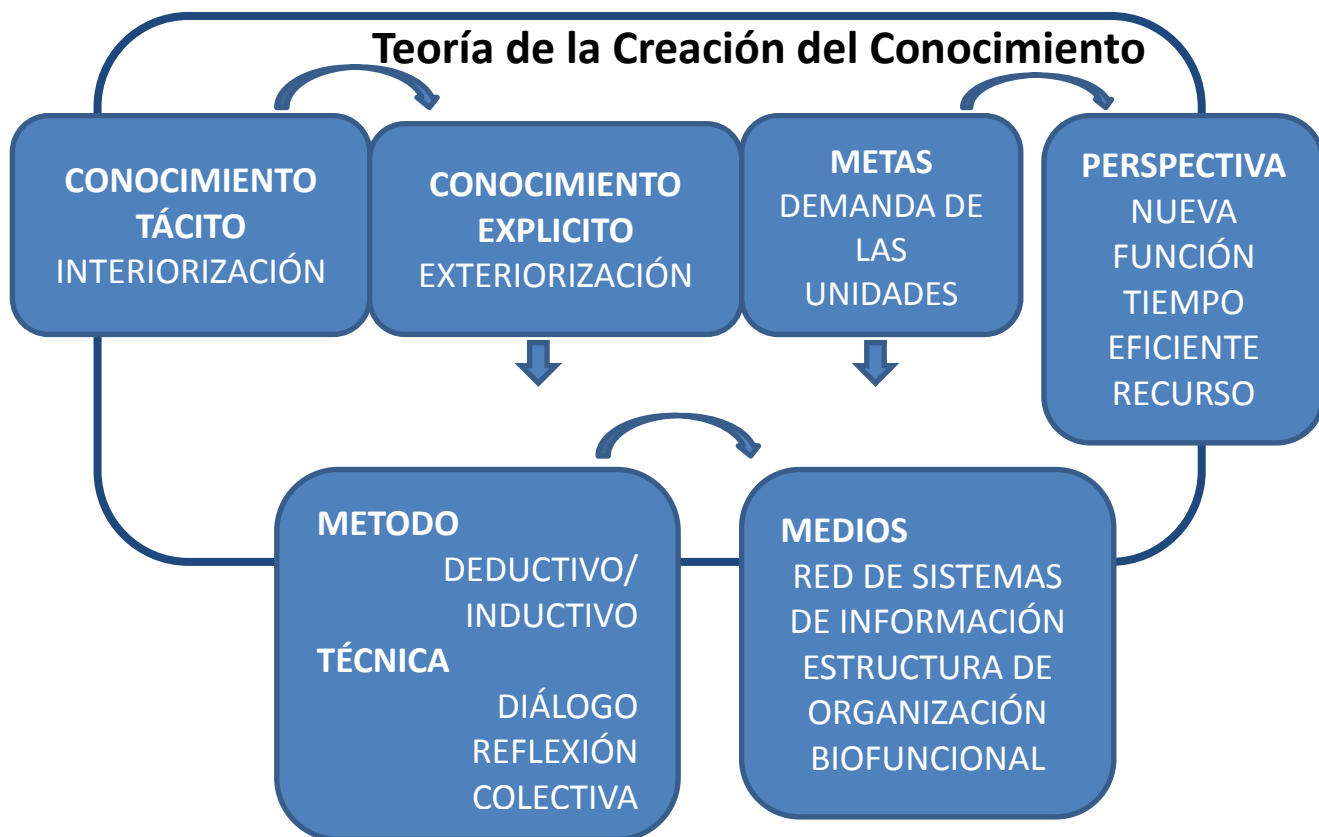 Teoría de la Creación del Conocimiento
CONOCIMIENTO
TÁCITO
INTERIORIZACIÓN
CONOCIMIENTO
EXPLICITO
EXTERIORIZACIÓN
METAS
DEMANDA DE
LAS
UNIDADES
PERSPECTIVA
NUEVA
FUNCIÓN
TIEMPO
EFICIENTE
RECURSO
METODO
DEDUCTIVO/
INDUCTIVO
TÉCNICA
DIÁLOGO
REFLEXIÓN
COLECTIVA
MEDIOS
RED DE SISTEMAS
DE INFORMACIÓN
ESTRUCTURA DE
ORGANIZACIÓN
BIOFUNCIONAL